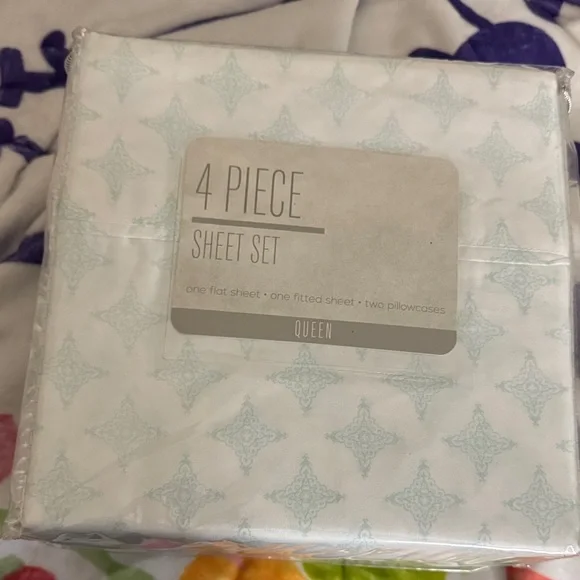 4 PIECE
SHEET SET
one flat sheet • one fitted sheet • two pillowcases
QUEEN